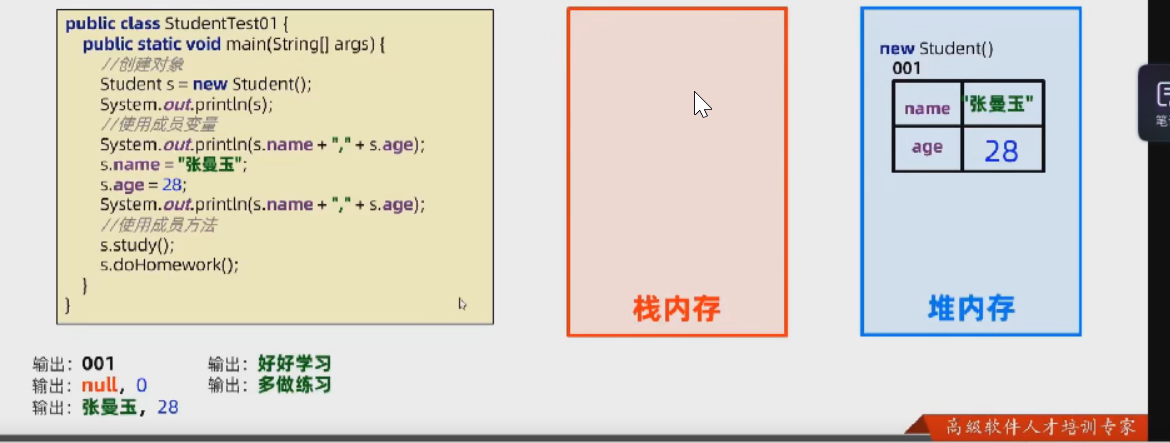 public class StudentTest01 {
public static void main(String[] args) {
//创建对象
Student s = new Student();
System.out.println(s);
//使用成员变量
System.out.println(s.name + "," + s.age);
s.name = "张曼玉";
s.age = 28;
System.out.println(s.name + "," + s.age);
//使用成员方法
s.study();
s.doHomework();
}
}
栈内存
new Student()
001
name "张曼玉"
age 28
堆内存
输出：001
输出：null，0
输出：张曼玉，28
输出：好好学习
输出：多做练习
高级软件人才培训专家